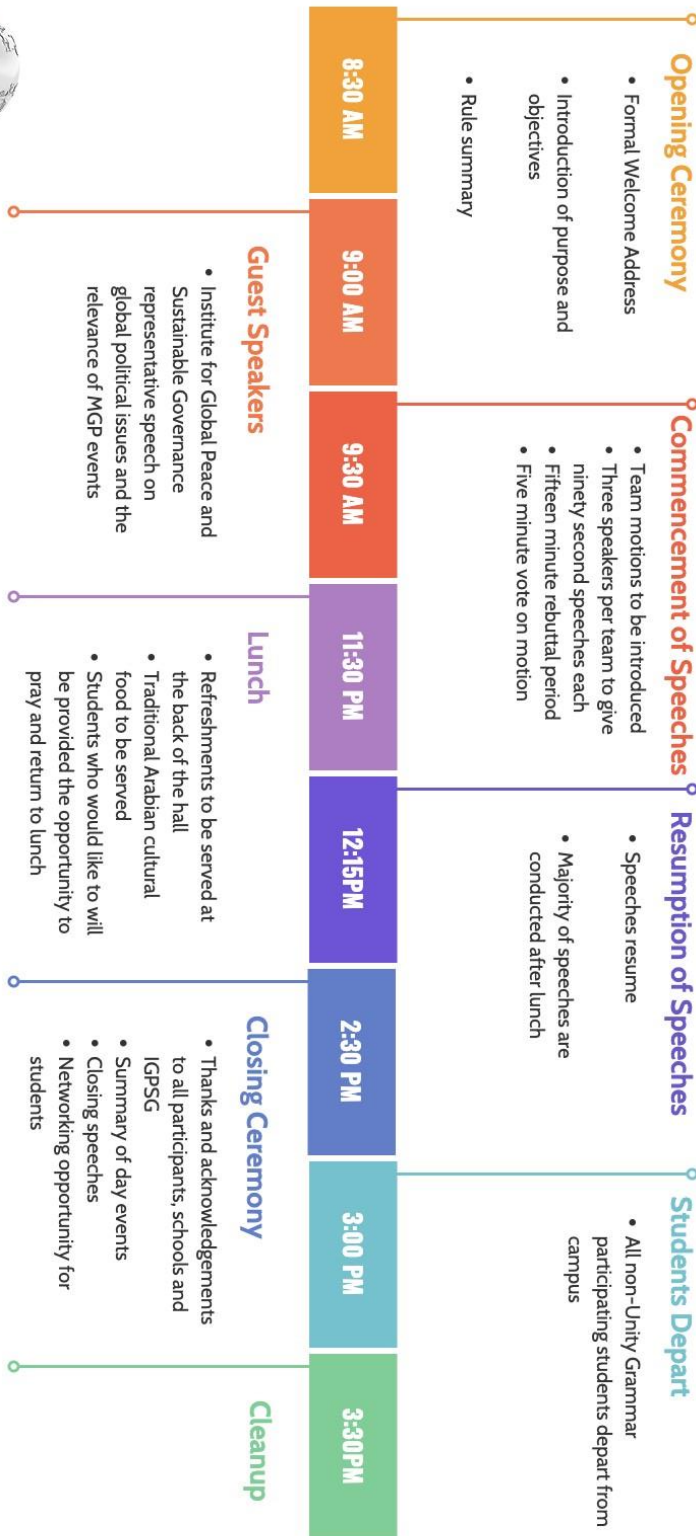 Opening Ceremony
• Formal Welcome Address
• Introduction of purpose and
objectives
• Rule summary
8:30 AM
9:00 AM
Guest Speakers
• Institute for Global Peace and
Sustainable Governance
representative speech on
global political issues and the
relevance of MGP events
Commencement of Speeches
• Team motions to be introduced
• Three speakers per team to give
ninety second speeches each
• Fifteen minute rebuttal period
• Five minute vote on motion
9:30 AM
11:30 PM
Lunch
• Refreshments to be served at
the back of the hall
• Traditional Arabian cultural
food to be served
• Students who would like to will
be provided the opportunity to
pray and return to lunch
Resumption of Speeches
• Speeches resume
• Majority of speeches are
conducted after lunch
12:15PM
2:30 PM
Closing Ceremony
• Thanks and acknowledgements
to all participants, schools and
IGPSG
• Summary of day events
• Closing speeches
• Networking opportunity for
students
Students Depart
• All non-Unity Grammar
participating students depart from
campus
3:00 PM
3:30PM
Cleanup